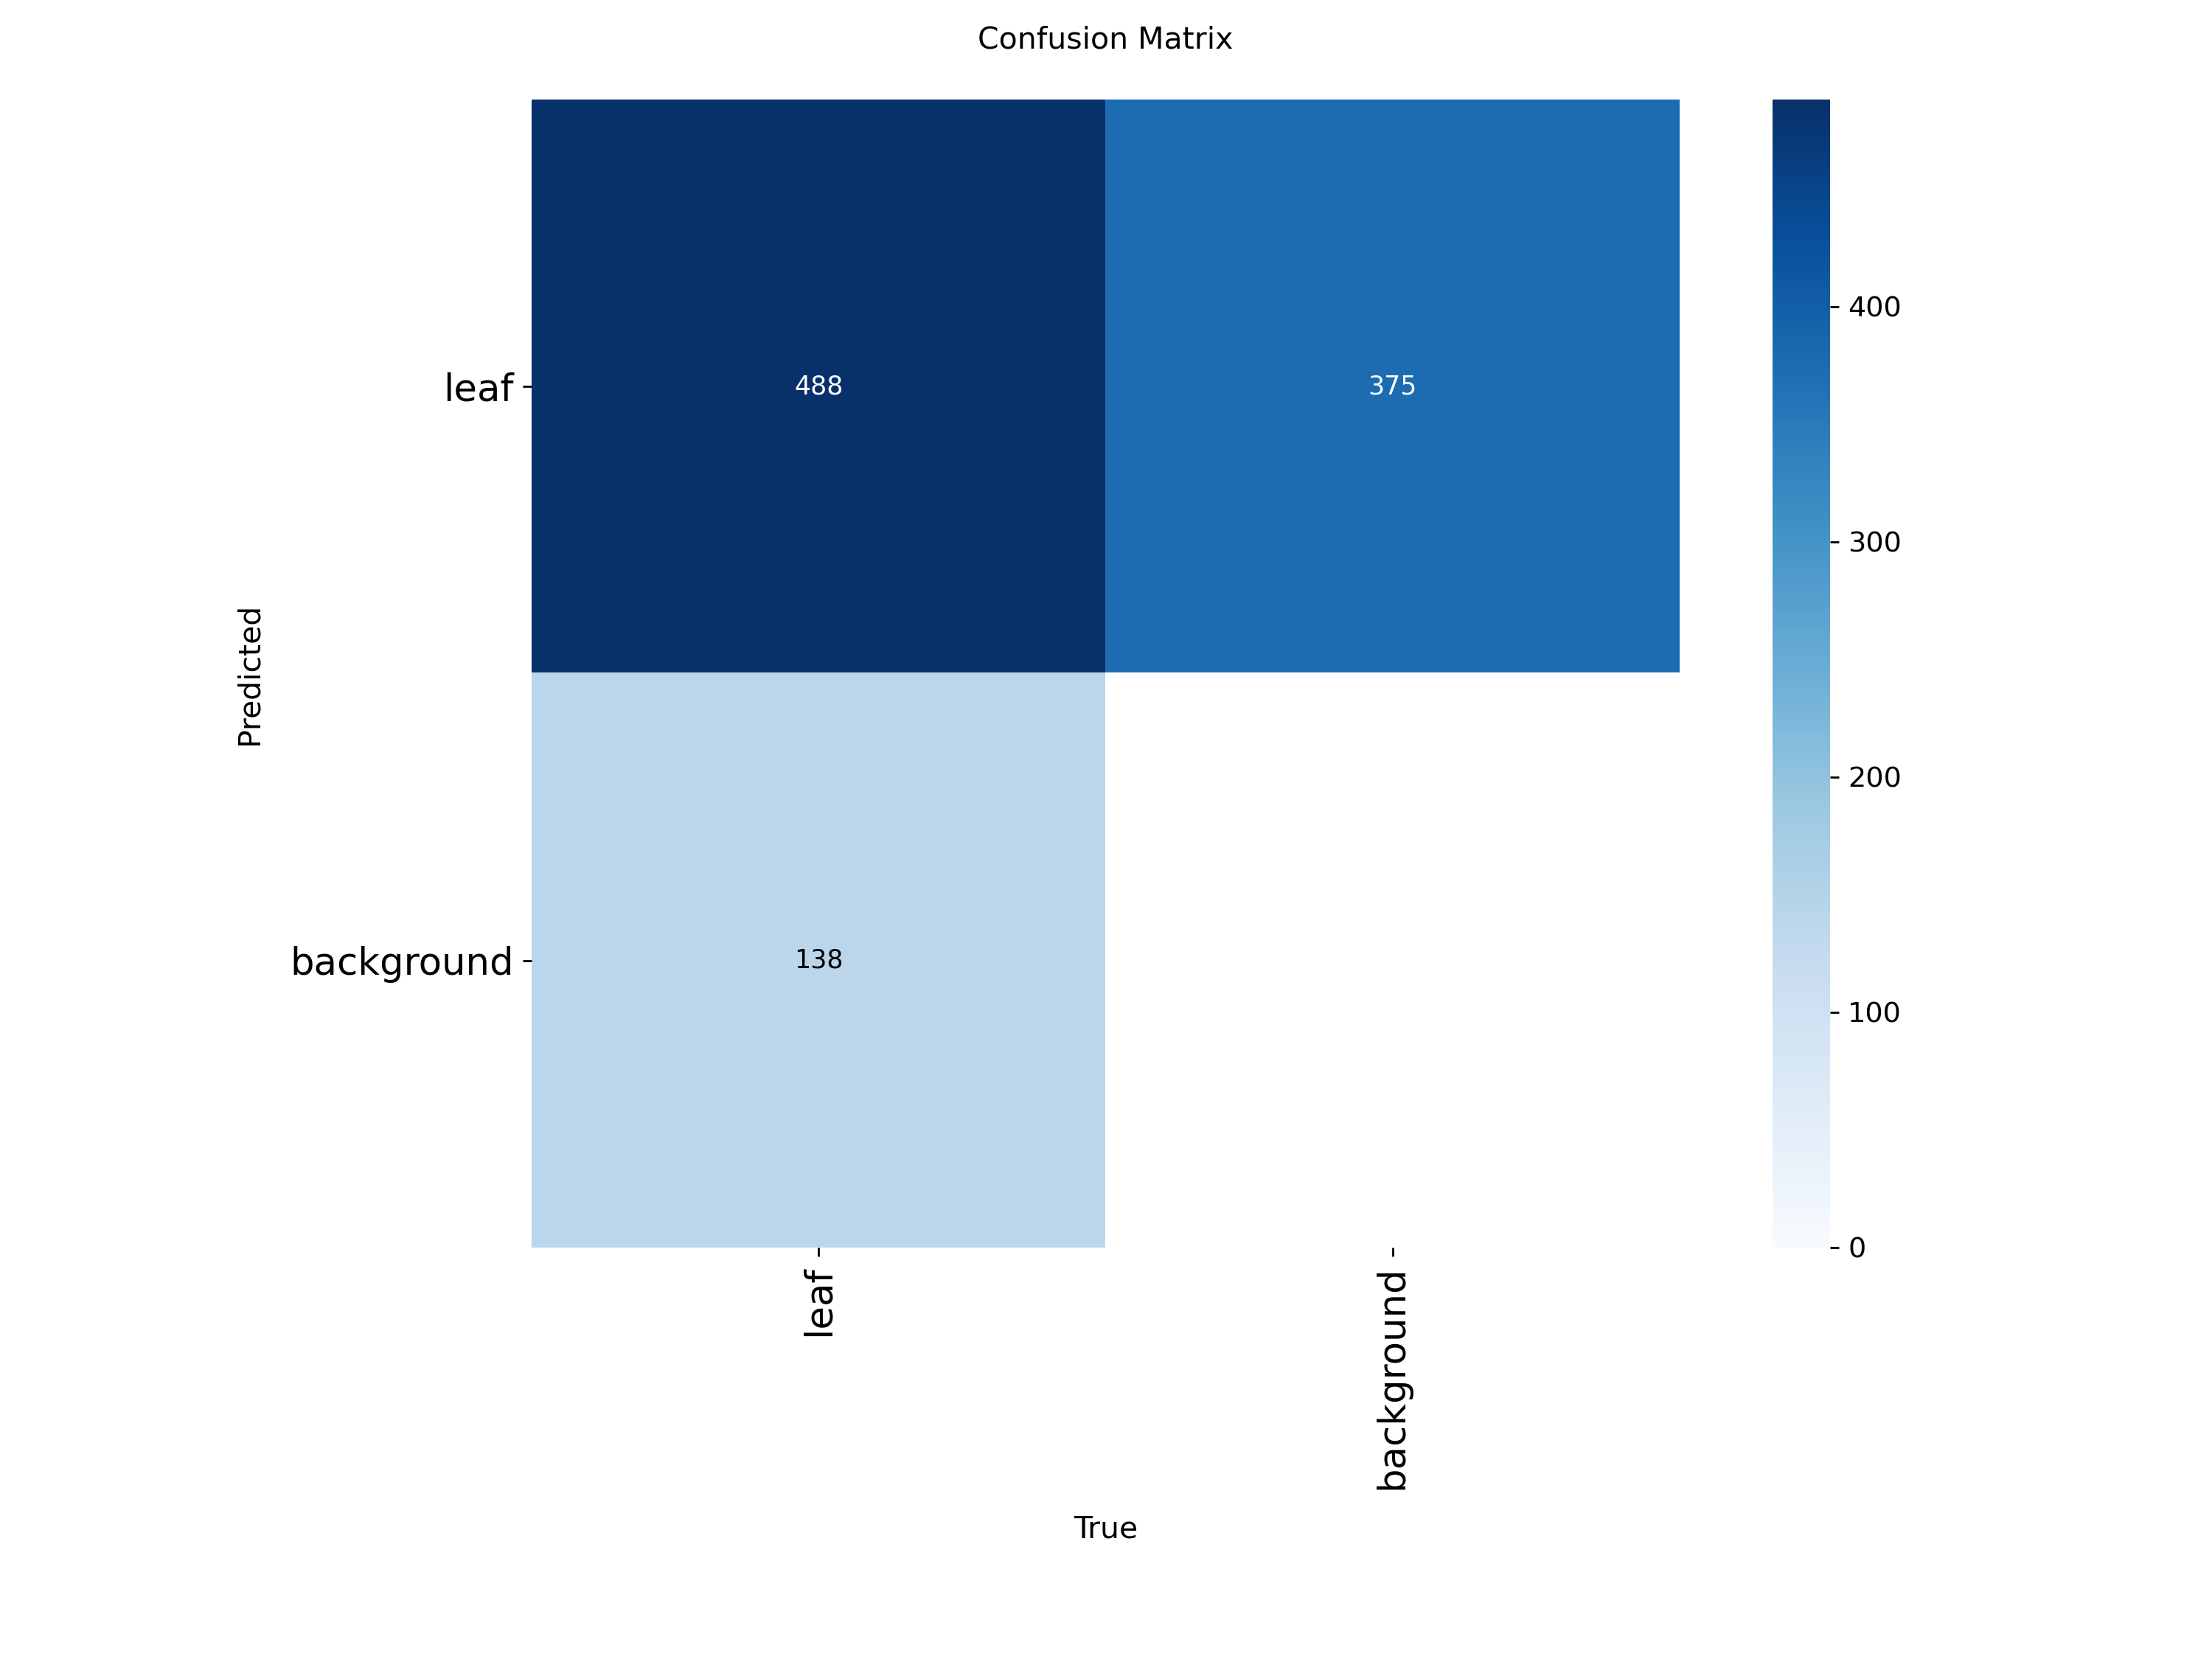 Confusion Matrix
leaf
488
375
400
300
Predicted
200
background
138
100
0
leaf
background
True